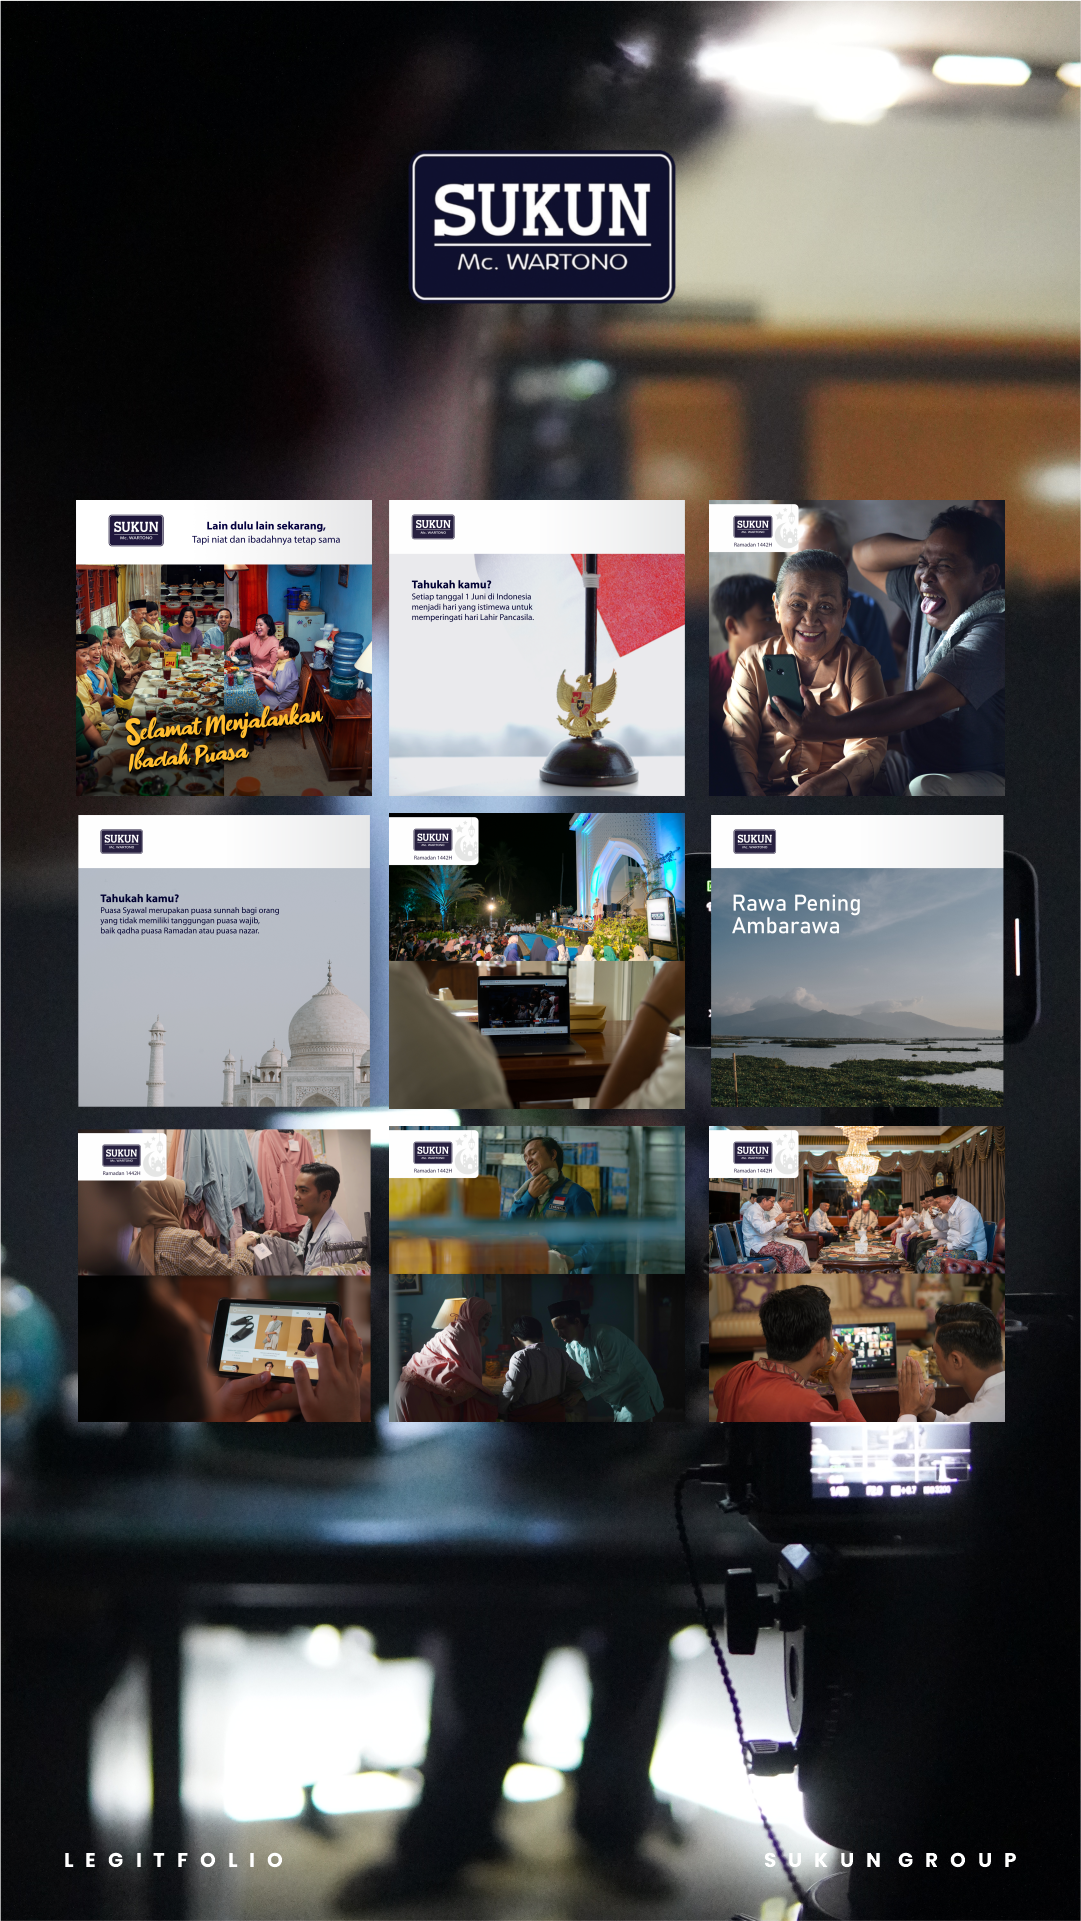 SUKUN
Mc. WARTONO
SUKUN
Mc. WARTONO
Lain dulu lain sekarang,
Tapi niat dan ibadahnya tetap sama
Selamat Menjalankan
Ibadah Puasa
SUKUN
Mc. WARTONO
Tahukah kamu?
Setiap tanggal 1 Juni di Indonesia
menjadi hari yang istimewa untuk
memperingati hari Lahir Pancasila.
SUKUN
Mc. WARTONO
Ramadan 1442H
SUKUN
Mc. WARTONO
Tahukah kamu?
Puasa Syawal merupakan puasa sunnah bagi orang
yang tidak memiliki tanggungan puasa wajib,
baik qadha puasa Ramadan atau puasa nazar.
SUKUN
Mc. WARTONO
Ramadan 1442H
SUKUN
Mc. WARTONO
Rawa Pening
Ambarawa
SUKUN
Mc. WARTONO
Ramadan 1442H
SUKUN
Mc. WARTONO
Ramadan 1442H
SUKUN
Mc. WARTONO
Ramadan 1442H
LEGITFOLIO
SUKUN GROUP